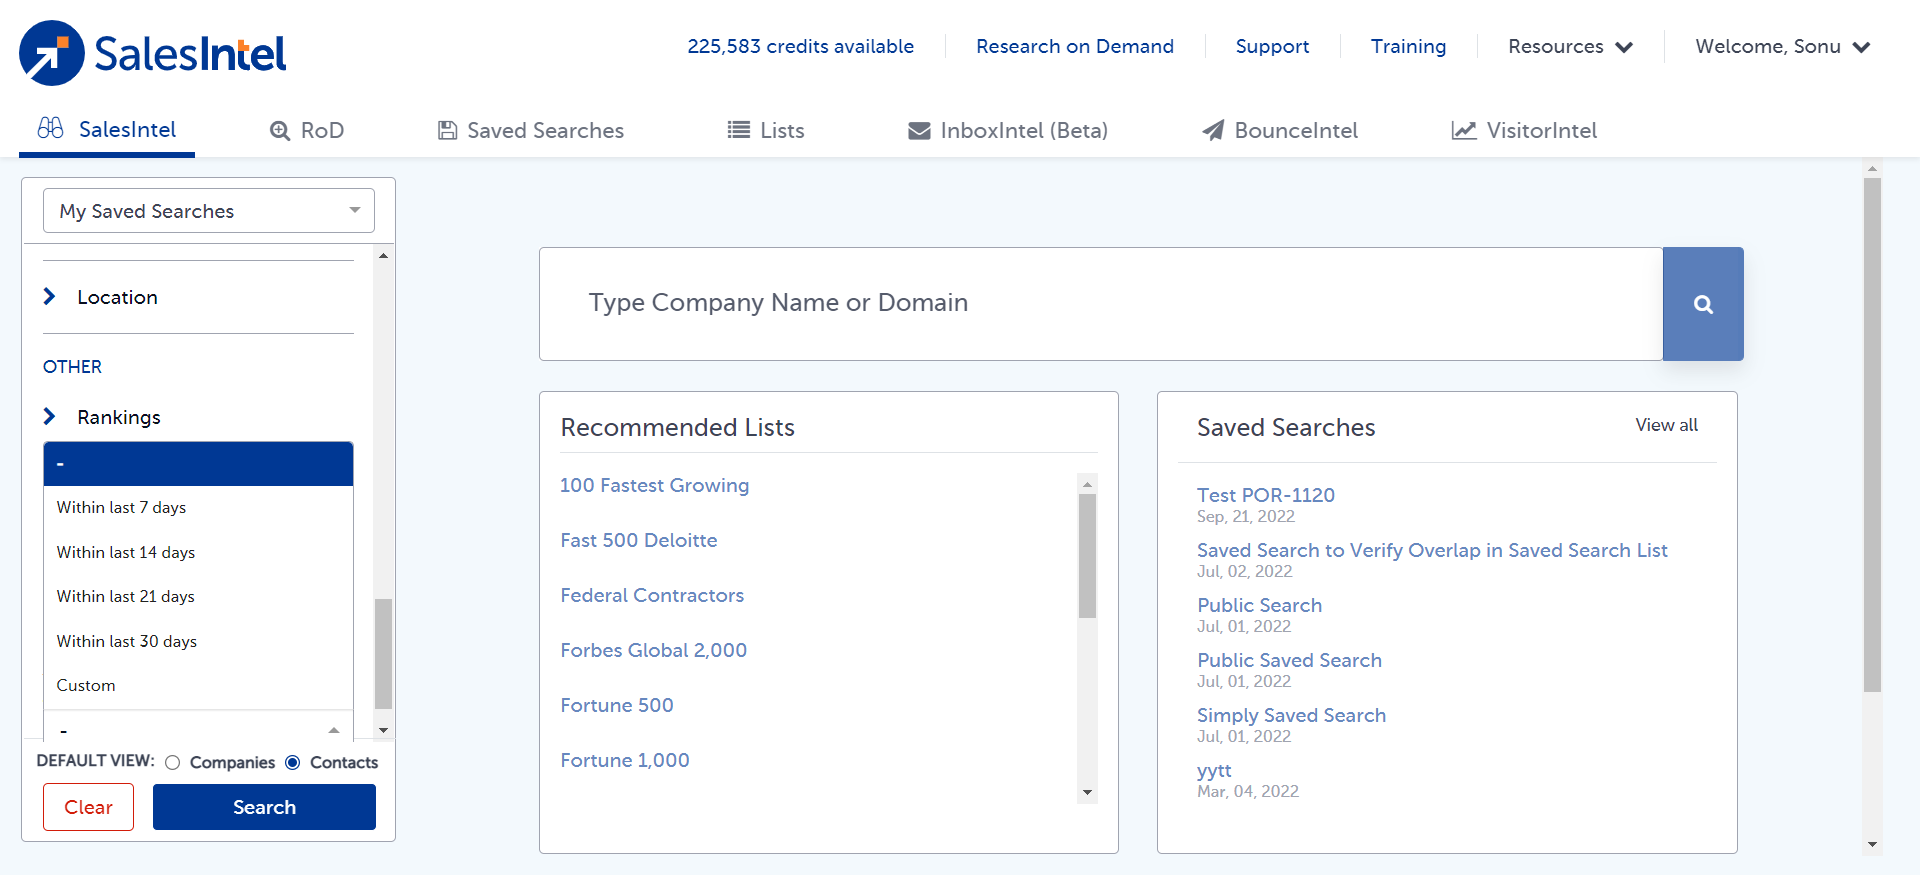 SalesIntel
225,583 credits available
Research on Demand
Support
Training
Resources
Welcome, Sonu
SalesIntel
RoD
Saved Searches
Lists
InboxIntel (Beta)
BounceIntel
VisitorIntel
My Saved Searches
Location
OTHER
Rankings
-
Within last 7 days
Within last 14 days
Within last 21 days
Within last 30 days
Custom
-
DEFAULT VIEW: Companies Contacts
Clear
Search
Type Company Name or Domain
Recommended Lists
100 Fastest Growing
Fast 500 Deloitte
Federal Contractors
Forbes Global 2,000
Fortune 500
Fortune 1,000
Saved Searches
View all
Test POR-1120
Sep, 21, 2022
Saved Search to Verify Overlap in Saved Search List
Jul, 02, 2022
Public Search
Jul, 01, 2022
Public Saved Search
Jul, 01, 2022
Simply Saved Search
Jul, 01, 2022
yytt
Mar, 04, 2022